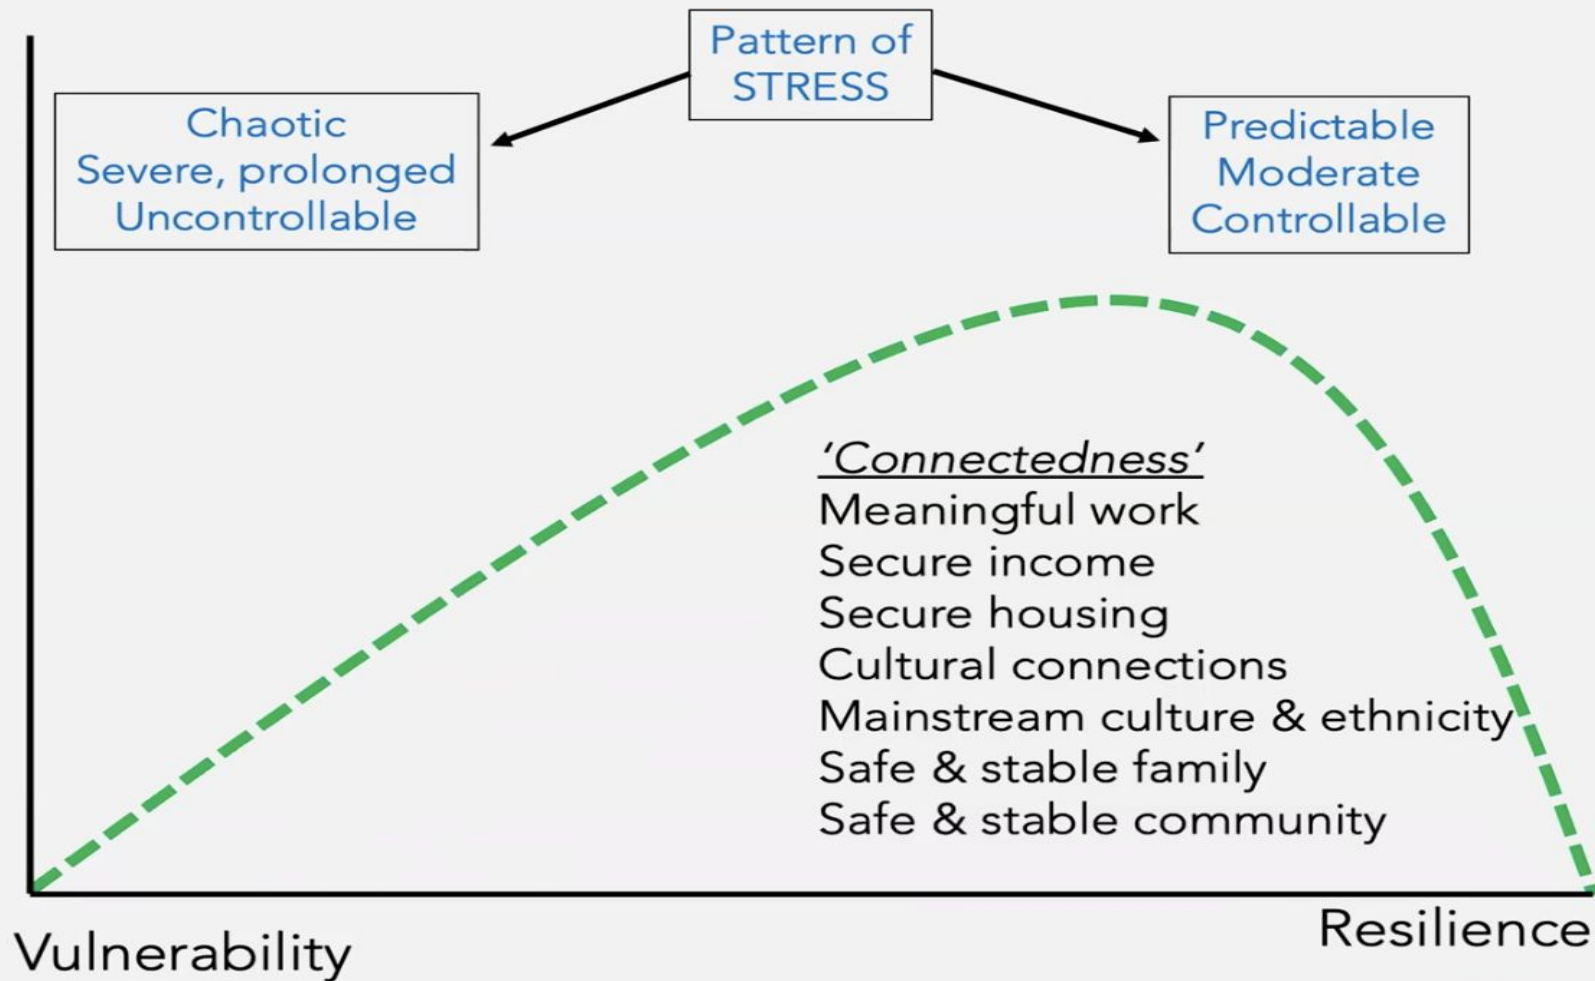 Pattern of
STRESS
Chaotic
Severe, prolonged
Uncontrollable
Predictable
Moderate
Controllable
‘Connectedness’
Meaningful work
Secure income
Secure housing
Cultural connections
Mainstream culture & ethnicity
Safe & stable family
Safe & stable community
Vulnerability
Resilience